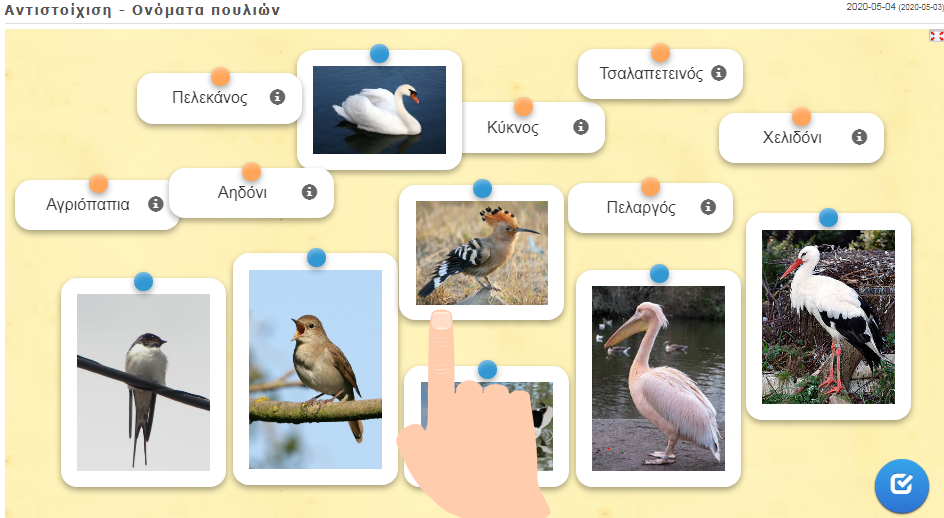 Αντιστοίχιση - Ονόματα πουλιών
2020-05-04 (2020-05-03)
Τσαλαπετεινός
Πελεκάνος
Κύκνος
Χελιδόνι
Αηδόνι
Αγριόπαπια
Πελαργός